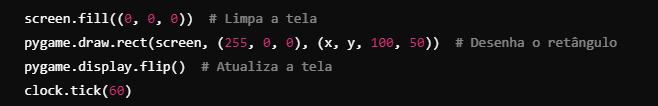 screen.fill((0, 0, 0))  # Limpa a tela
pygame.draw.rect(screen, (255, 0, 0), (x, y, 100, 50))  # Desenha o retângulo
pygame.display.flip()  # Atualiza a tela
clock.tick(60)